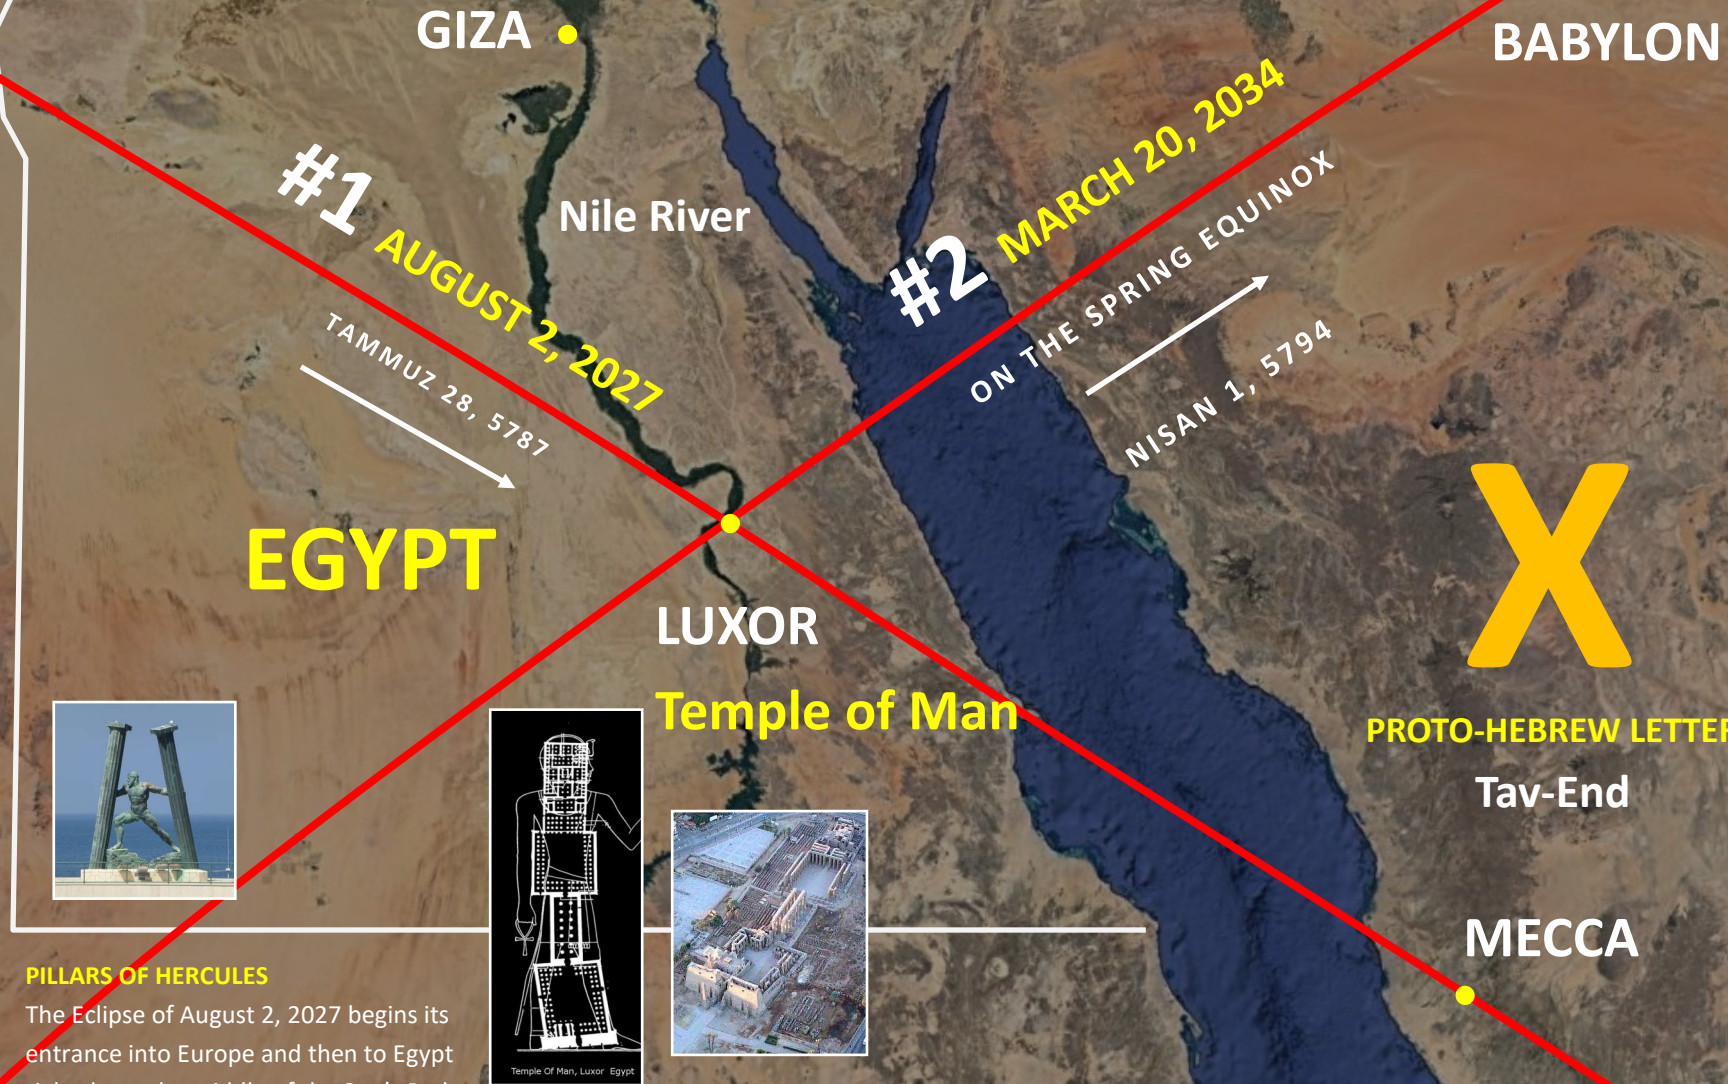 GIZA
BABYLON
#1 AUGUST 2, 2027
TAMMUZ 28, 5787
Nile River
#2 MARCH 20, 2034
ON THE SPRING EQUINOX
NISAN 1, 5794
EGYPT
LUXOR
Temple of Man
X
PROTO-HEBREW LETTER
Tav-End
MECCA
PILLARS OF HERCULES
The Eclipse of August 2, 2027 begins its
entrance into Europe and then to Egypt
Temple Of Man, Luxor Egypt